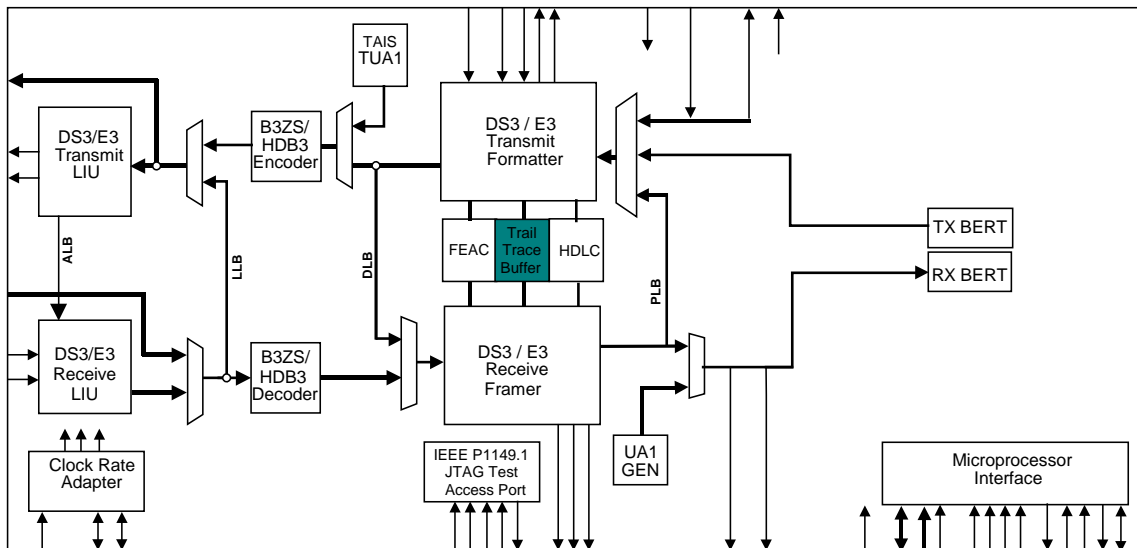 TAIS
TUA1
DS3/E3
Transmit
LIU
B3ZS/
HDB3
Encoder
DS3 / E3
Transmit
Formatter
FEAC
Trail
Trace
Buffer
HDLC
TX BERT
RX BERT
ALB
LLB
DLB
PLB
DS3/E3
Receive
LIU
B3ZS/
HDB3
Decoder
DS3 / E3
Receive
Framer
UA1
GEN
Clock Rate
Adapter
IEEE P1149.1
JTAG Test
Access Port
Microprocessor
Interface